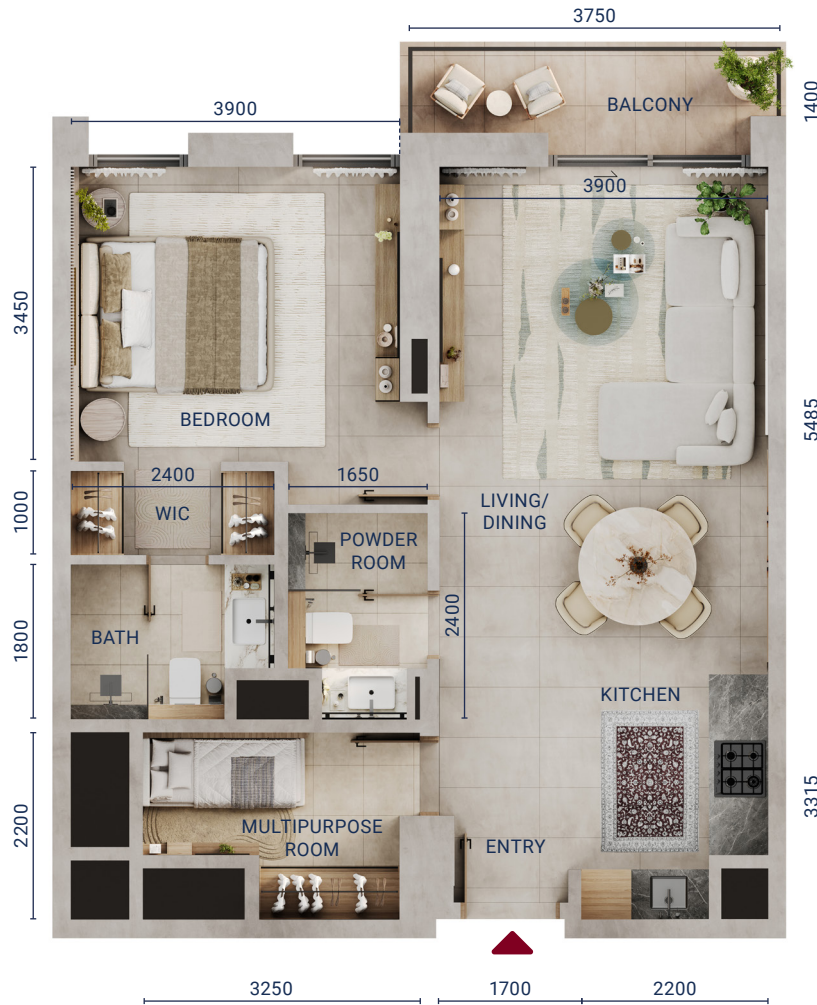 3750
BALCONY
1400
3900
3900
3450
BEDROOM
5485
2400
1650
1000
WIC
LIVING/
DINING
POWDER
ROOM
2400
1800
BATH
KITCHEN
2200
MULTIPURPOSE
ROOM
ENTRY
3315
3250
1700
2200